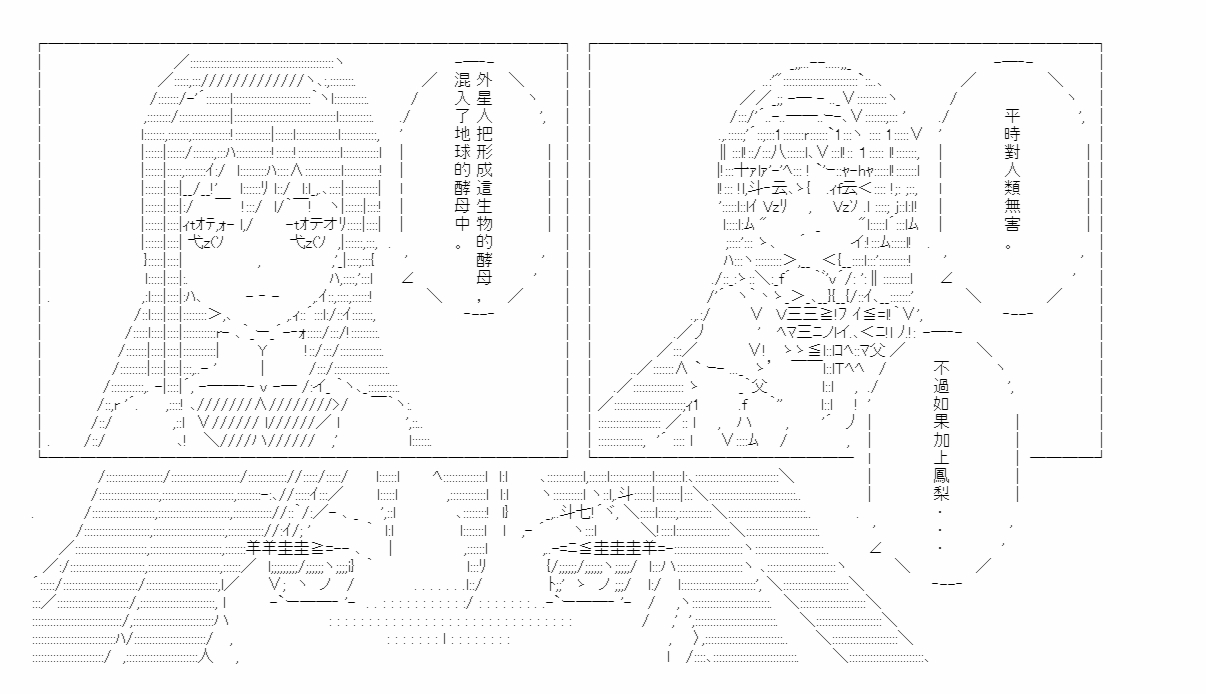 外星人把形成這生物的酵母，
混入了地球的酵母中。
平時對人類無害。
不過如果加上鳳梨...